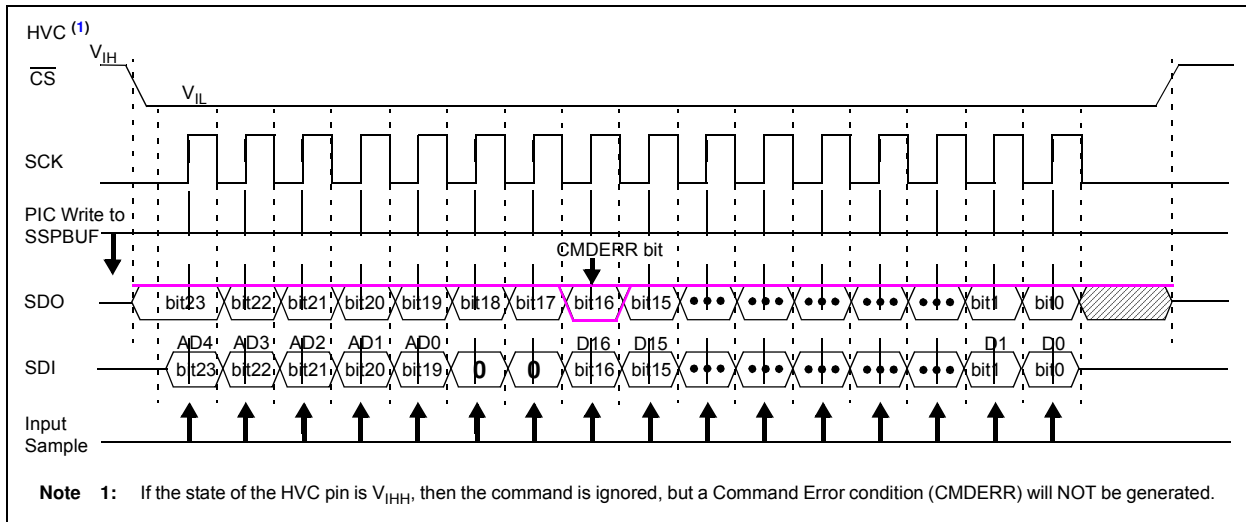 HVC (1)
VIH
CS
VIL
SCK
PIC Write to
SSPBUF
CMDERR bit
SDO bit23 bit22 bit21 bit20 bit19 bit18 bit17 bit16 bit15 ●●● ●●● ●●● ●●● ●●● bit1 bit0
AD4 AD3 AD2 AD1 AD0 D16 D15 D1 D0
SDI bit23 bit22 bit21 bit20 bit19 0 0 bit16 bit15 ●●● ●●● ●●● ●●● ●●● bit1 bit0
Input
Sample
Note 1: If the state of the HVC pin is VIHH, then the command is ignored, but a Command Error condition (CMDERR) will NOT be generated.